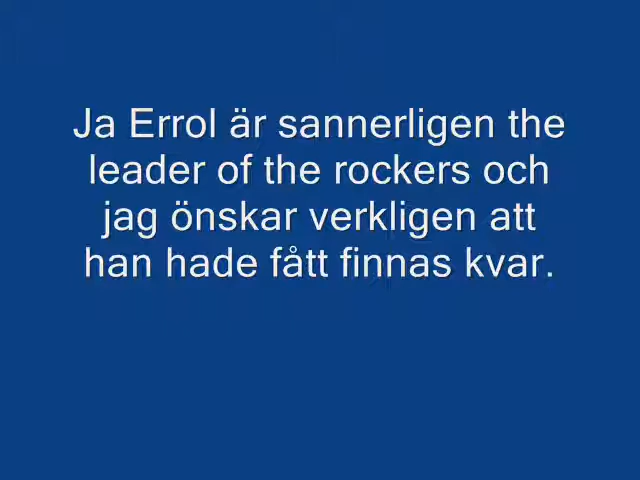 Ja Errol är sannerligen the
leader of the rockers och
jag önskar verkligen att
han hade fått finnas kvar.